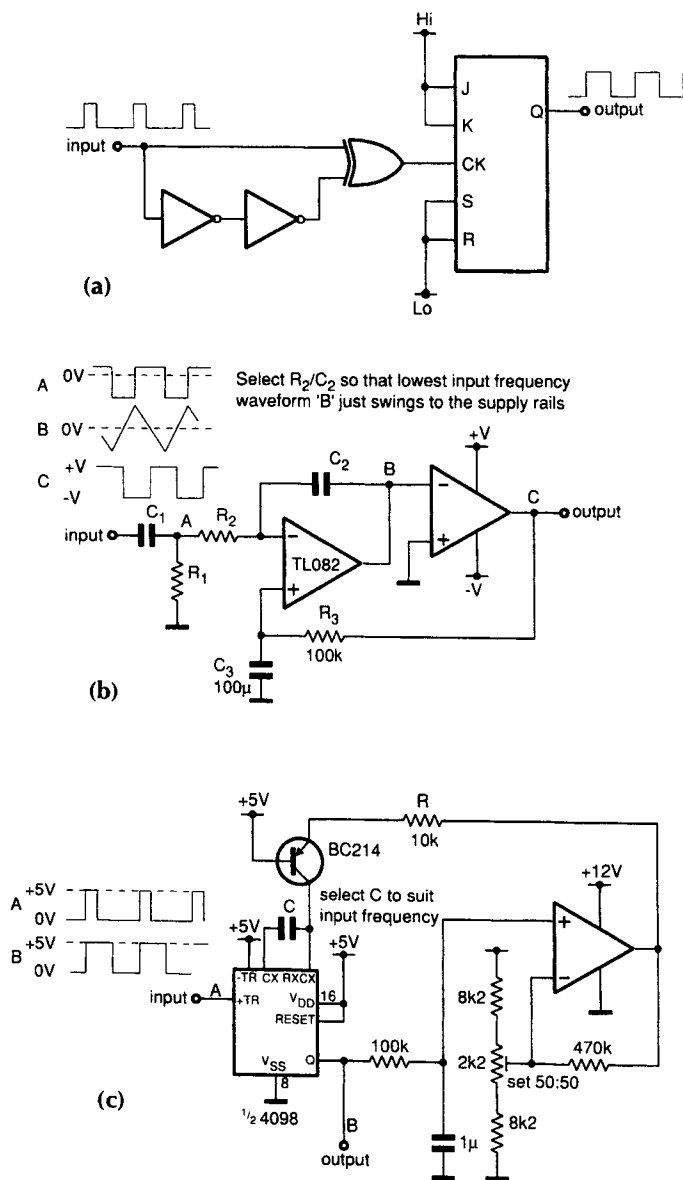 Hi
J
K
Q
output
input
CK
S
R
Lo
(a)
A 0V
B 0V
C +V
-V
Select R2/C2 so that lowest input frequency
waveform 'B' just swings to the supply rails
+V
C2
B
C
input
C1
A
R2
−
TL082
+
−
+
output
R1
-V
R3
100k
C3
100µ
(b)
+5V
R
10k
BC214
+12V
select C to suit
input frequency
A +5V
0V
B +5V
0V
+5V
C
+5V
-TR CX RXCX
input
A
+TR
VDD 16
RESET
VSS
8
Q
½ 4098
B
output
100k
1µ
+
−
8k2
2k2
set 50:50
470k
8k2
(c)